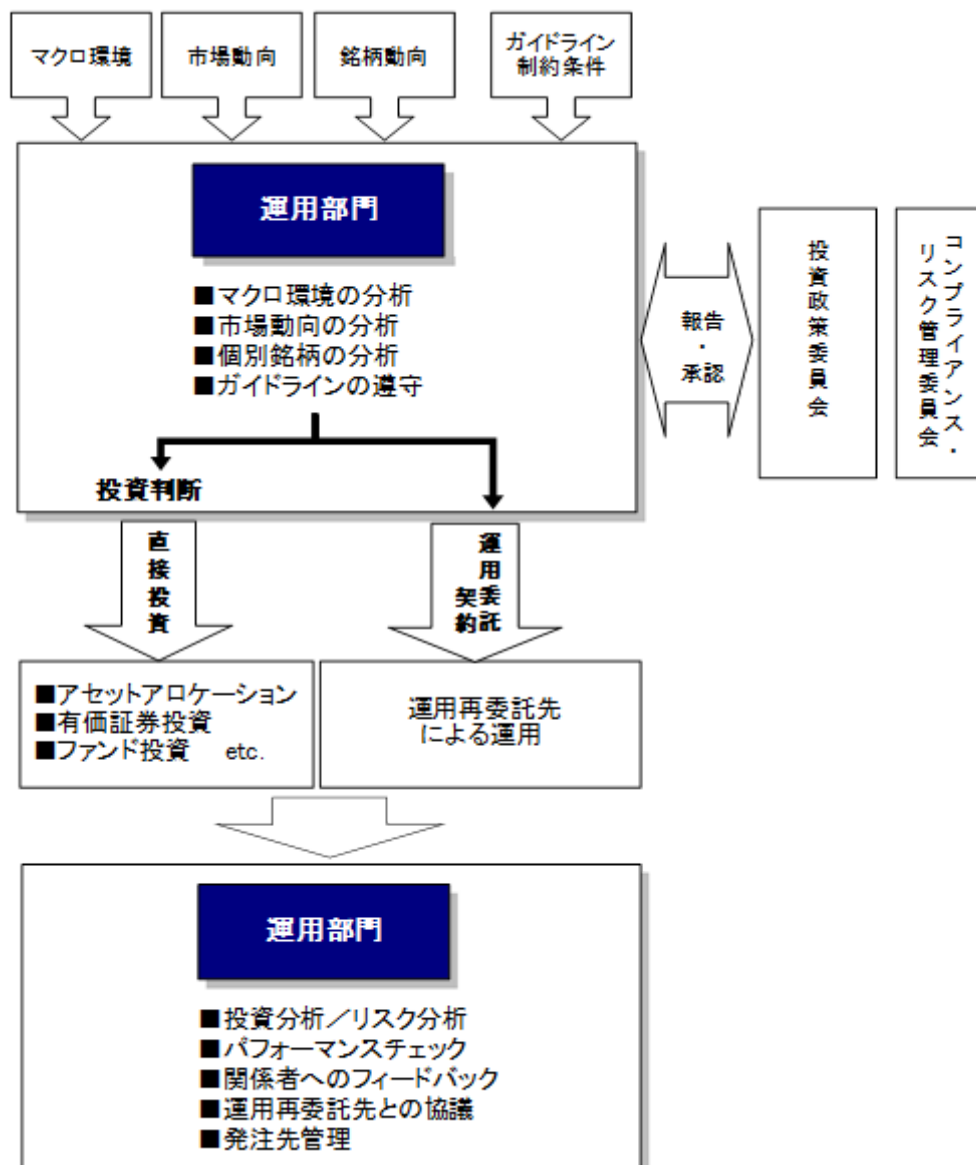 マクロ環境
市場動向
銘柄動向
ガイドライン
制約条件
運用部門
■マクロ環境の分析
■市場動向の分析
■個別銘柄の分析
■ガイドラインの遵守
報告
・
承認
投資政策委員会
コンプライアンス・
リスク管理委員会
投資判断
直接投資
運用委託
契約
■アセットアロケーション
■有価証券投資
■ファンド投資 etc.
運用再委託先
による運用
運用部門
■投資分析／リスク分析
■パフォーマンスチェック
■関係者へのフィードバック
■運用再委託先との協議
■発注先管理